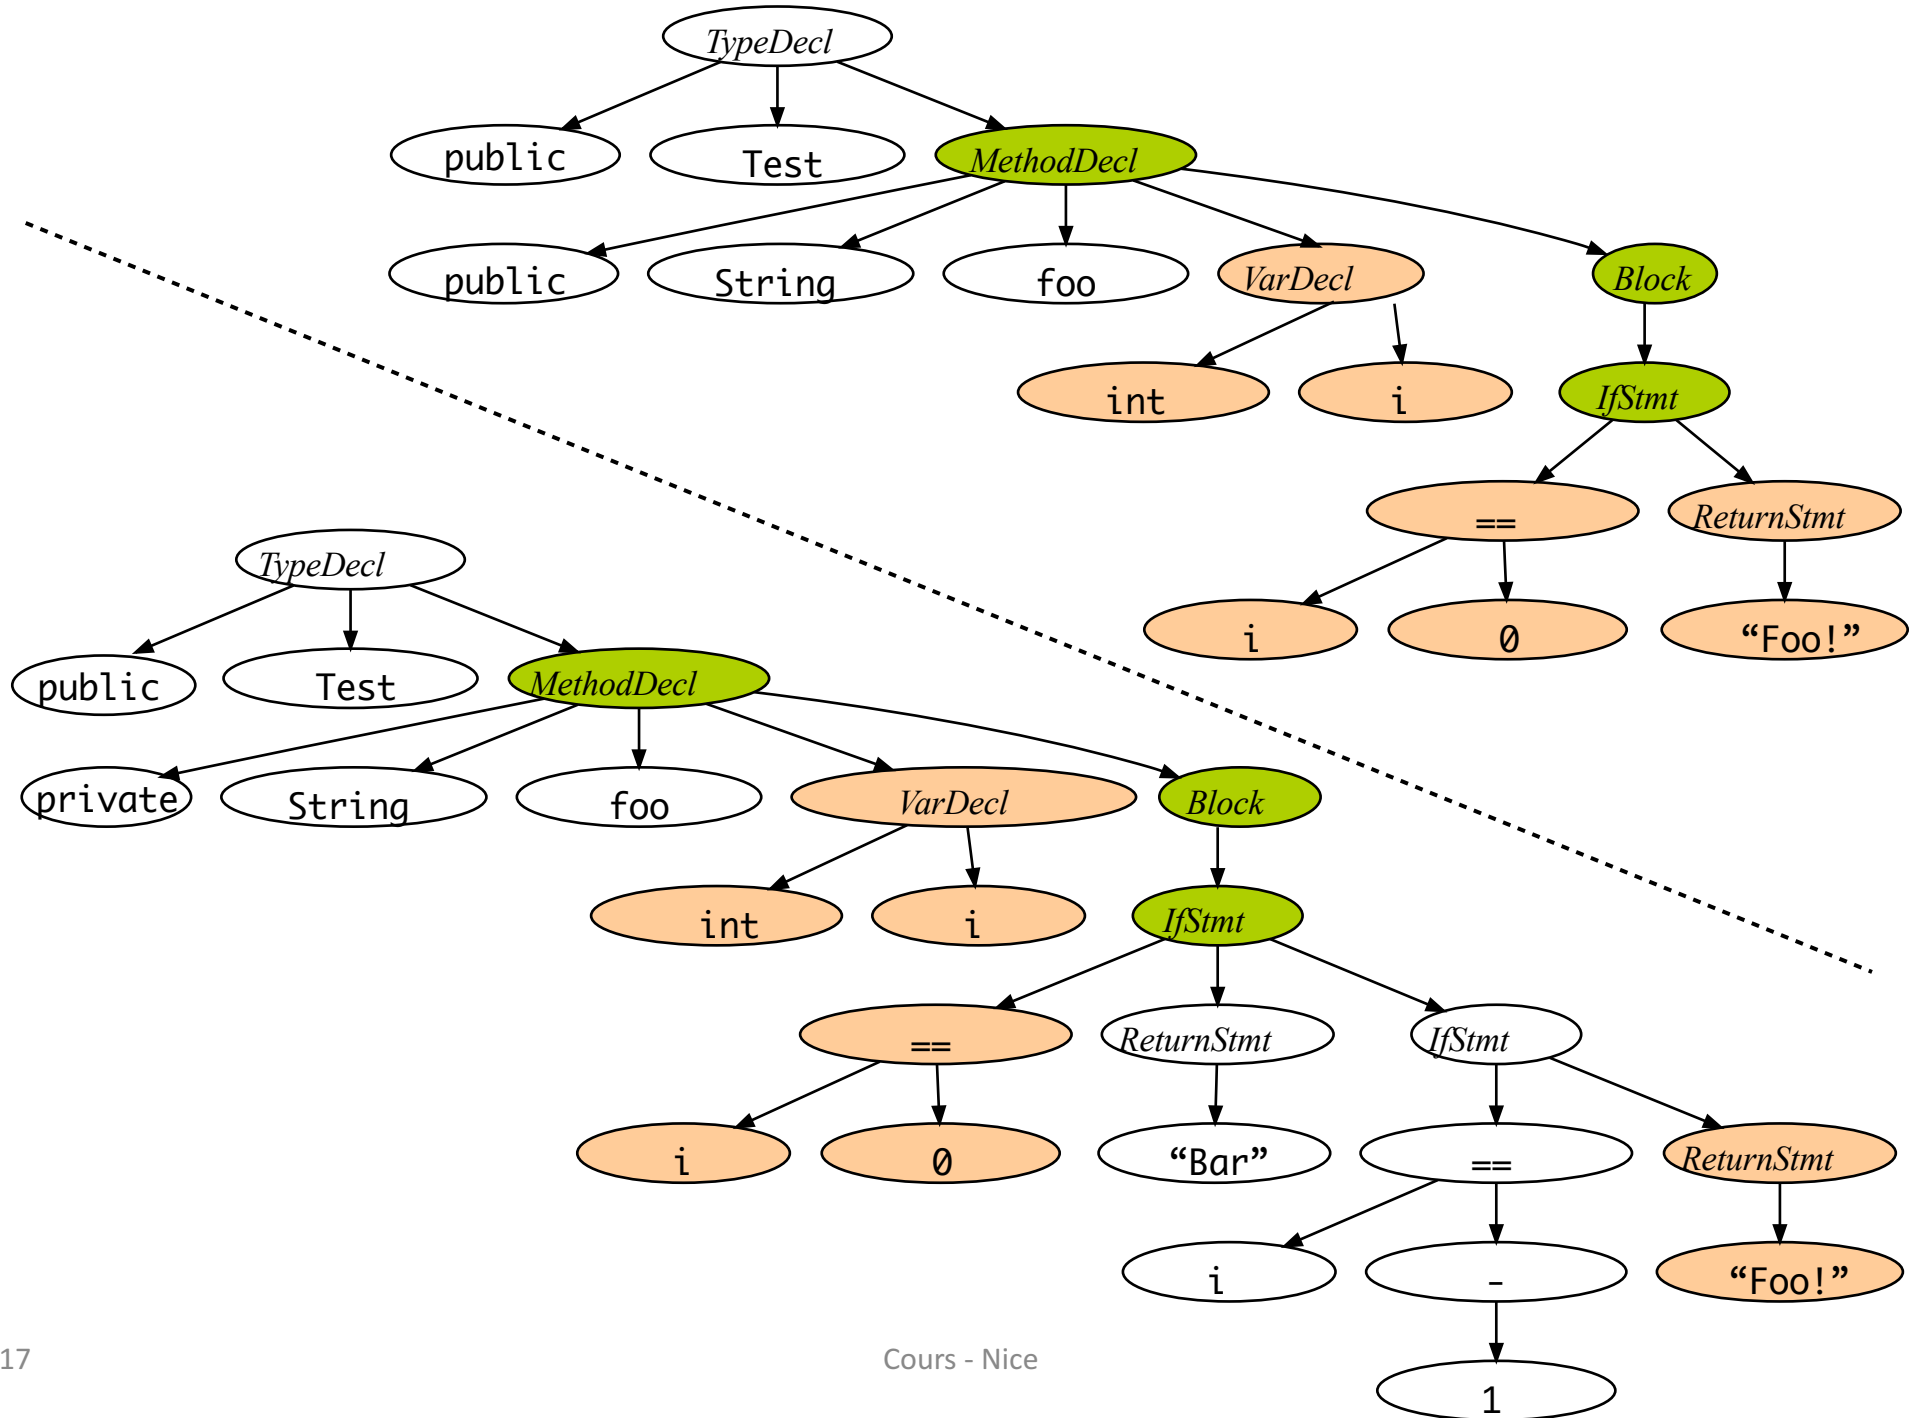 TypeDecl
public Test MethodDecl
public String foo VarDecl Block
int i IfStmt
== ReturnStmt
i 0 “Foo!”
TypeDecl
public Test MethodDecl
private String foo VarDecl Block
int i IfStmt
== ReturnStmt IfStmt
i 0 “Bar” == ReturnStmt
i - “Foo!”
1
17 Cours - Nice